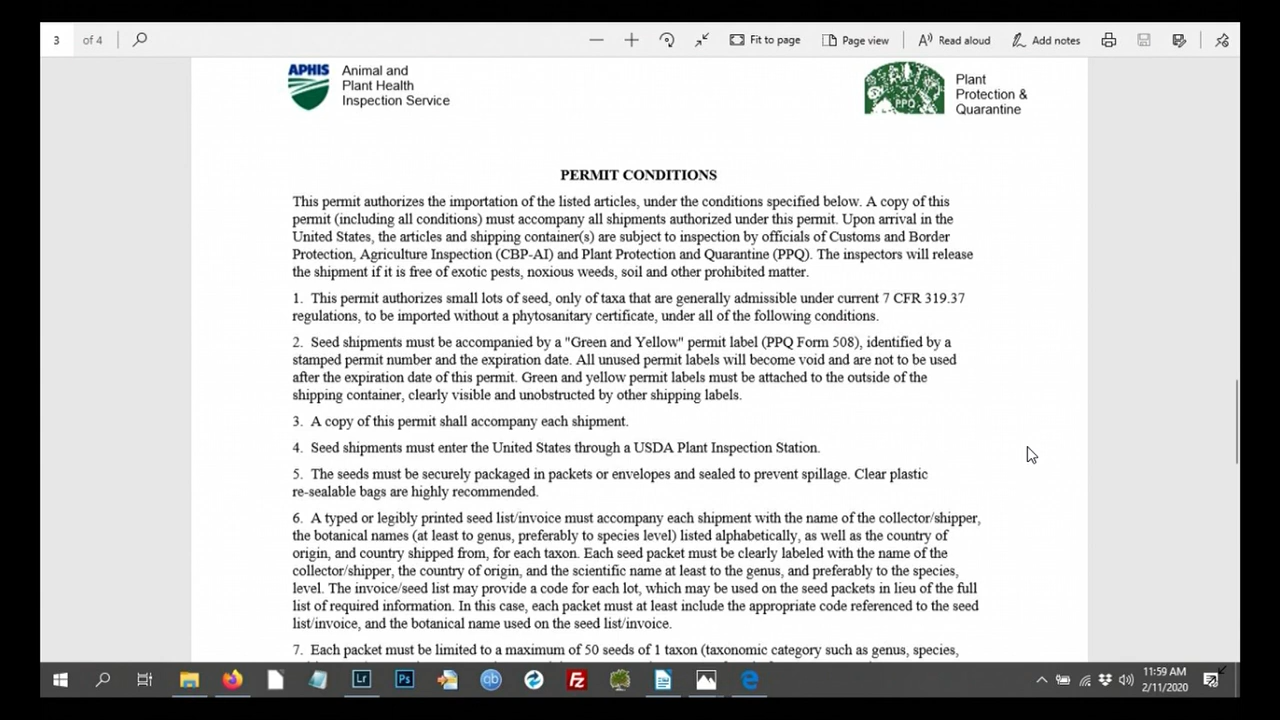 3 of 4 Fit to page Page view Read aloud Add notes
APHIS Animal and
Plant Health
Inspection Service
PPQ Plant
Protection &
Quarantine
PERMIT CONDITIONS
This permit authorizes the importation of the listed articles, under the conditions specified below. A copy of this
permit (including all conditions) must accompany all shipments authorized under this permit. Upon arrival in the
United States, the articles and shipping container(s) are subject to inspection by officials of Customs and Border
Protection, Agriculture Inspection (CBP-AI) and Plant Protection and Quarantine (PPQ). The inspectors will release
the shipment if it is free of exotic pests, noxious weeds, soil and other prohibited matter.
1. This permit authorizes small lots of seed, only of taxa that are generally admissible under current 7 CFR 319.37
regulations, to be imported without a phytosanitary certificate, under all of the following conditions.
2. Seed shipments must be accompanied by a "Green and Yellow" permit label (PPQ Form 508), identified by a
stamped permit number and the expiration date. All unused permit labels will become void and are not to be used
after the expiration date of this permit. Green and yellow permit labels must be attached to the outside of the
shipping container, clearly visible and unobstructed by other shipping labels.
3. A copy of this permit shall accompany each shipment.
4. Seed shipments must enter the United States through a USDA Plant Inspection Station.
5. The seeds must be securely packaged in packets or envelopes and sealed to prevent spillage. Clear plastic
re-sealable bags are highly recommended.
6. A typed or legibly printed seed list/invoice must accompany each shipment with the name of the collector/shipper,
the botanical names (at least to genus, preferably to species level) listed alphabetically, as well as the country of
origin, and country shipped from, for each taxon. Each seed packet must be clearly labeled with the name of the
collector/shipper, the country of origin, and the scientific name at least to the genus, and preferably to the species,
level. The invoice/seed list may provide a code for each lot, which may be used on the seed packets in lieu of the full
list of required information. In this case, each packet must at least include the appropriate code referenced to the seed
list/invoice, and the botanical name used on the seed list/invoice.
7. Each packet must be limited to a maximum of 50 seeds of 1 taxon (taxonomic category such as genus, species,
Lr Ps qb Fz 11:59 AM
2/11/2020